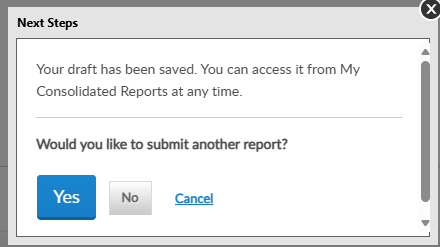 Next Steps
Your draft has been saved. You can access it from My
Consolidated Reports at any time.
Would you like to submit another report?
Yes No Cancel